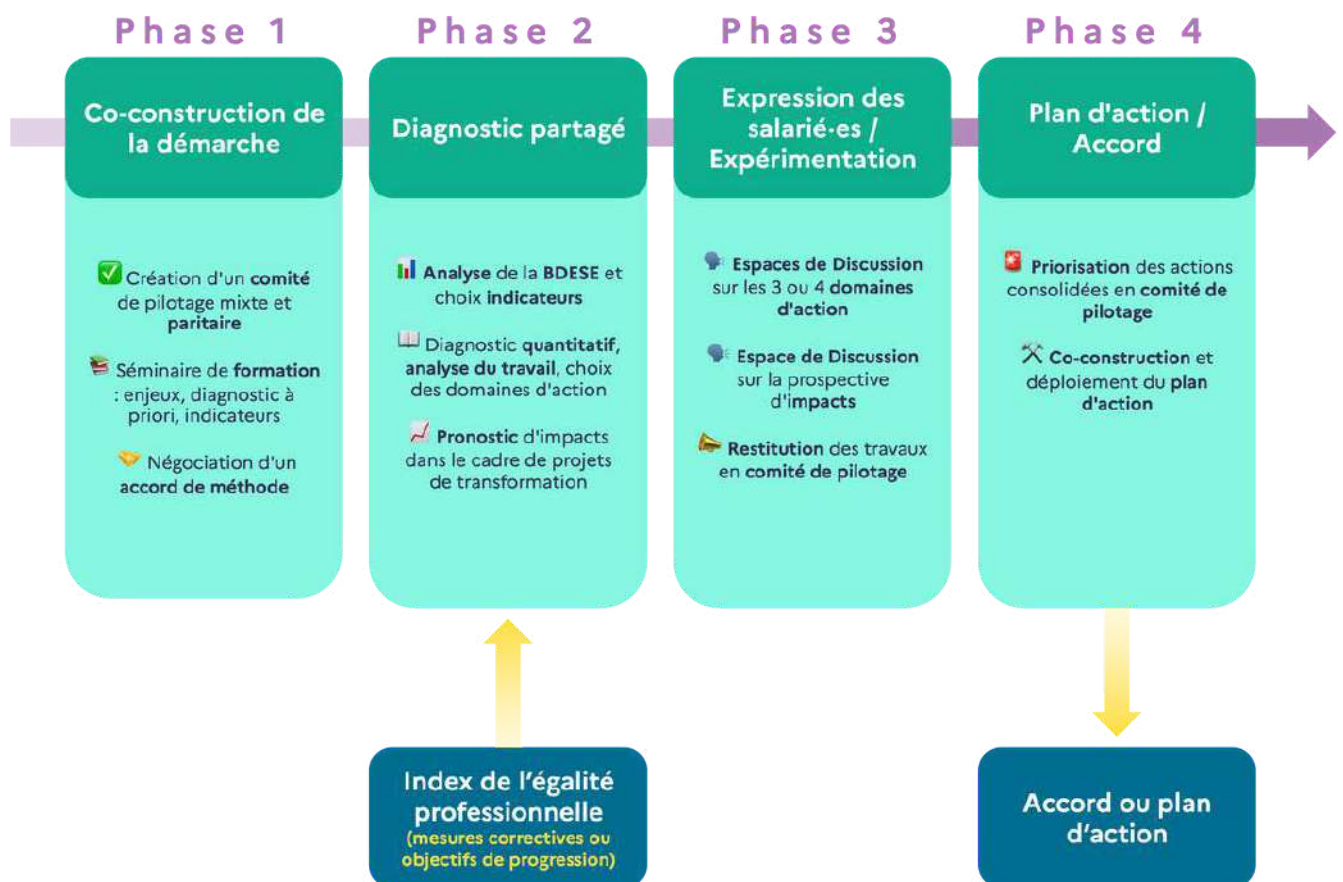 Phase 1
Co-construction de
la démarche
Création d'un comité
de pilotage mixte et
paritaire
Séminaire de formation
: enjeux, diagnostic à
priori, indicateurs
Négociation d'un
accord de méthode
Phase 2
Diagnostic partagé
Analyse de la BDESE et
choix indicateurs
Diagnostic quantitatif,
analyse du travail, choix
des domaines d'action
Pronostic d'impacts
dans le cadre de projets
de transformation
Phase 3
Expression des
salarié·es /
Expérimentation
Espaces de Discussion
sur les 3 ou 4 domaines
d'action
Espace de Discussion
sur la prospective
d'impacts
Restitution des travaux
en comité de pilotage
Phase 4
Plan d'action /
Accord
Priorisation des actions
consolidées en comité de
pilotage
Co-construction et
déploiement du plan
d'action
Index de l'égalité
professionnelle
(mesures correctives ou
objectifs de progression)
Accord ou plan
d'action